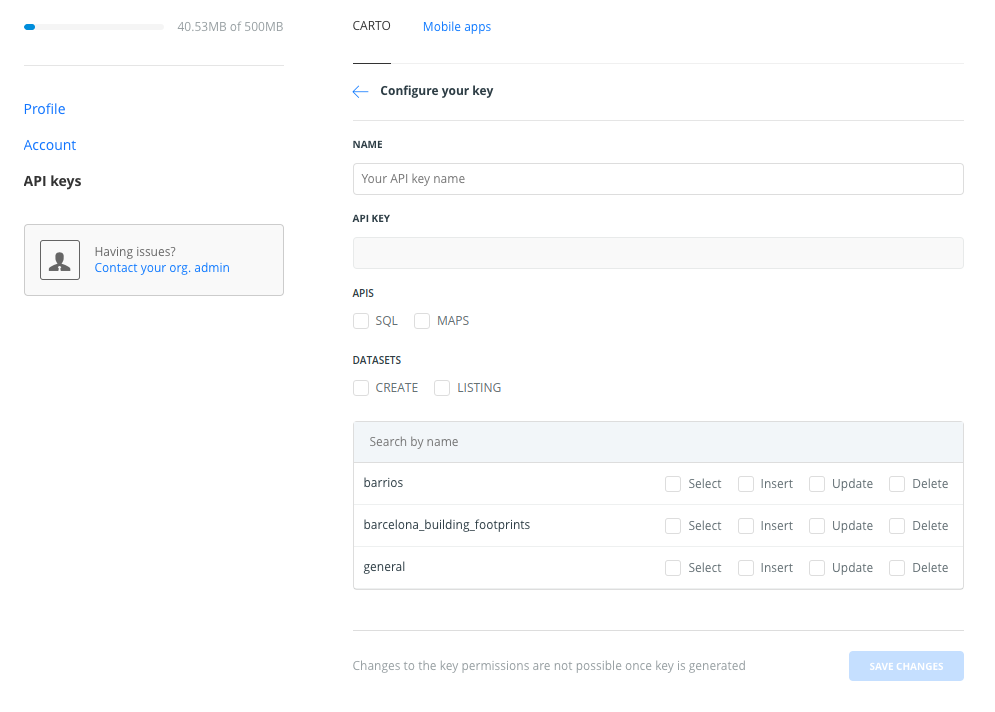 40.53MB of 500MB
Profile
Account
API keys
Having issues?
Contact your org. admin
CARTO Mobile apps
Configure your key
NAME
Your API key name
API KEY
APIS
SQL MAPS
DATASETS
CREATE LISTING
Search by name
barrios Select Insert Update Delete
barcelona_building_footprints Select Insert Update Delete
general Select Insert Update Delete
Changes to the key permissions are not possible once key is generated SAVE CHANGES